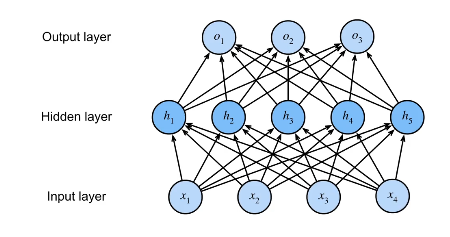 Output layer o₁ o₂ o₃
Hidden layer h₁ h₂ h₃ h₄ h₅
Input layer x₁ x₂ x₃ x₄